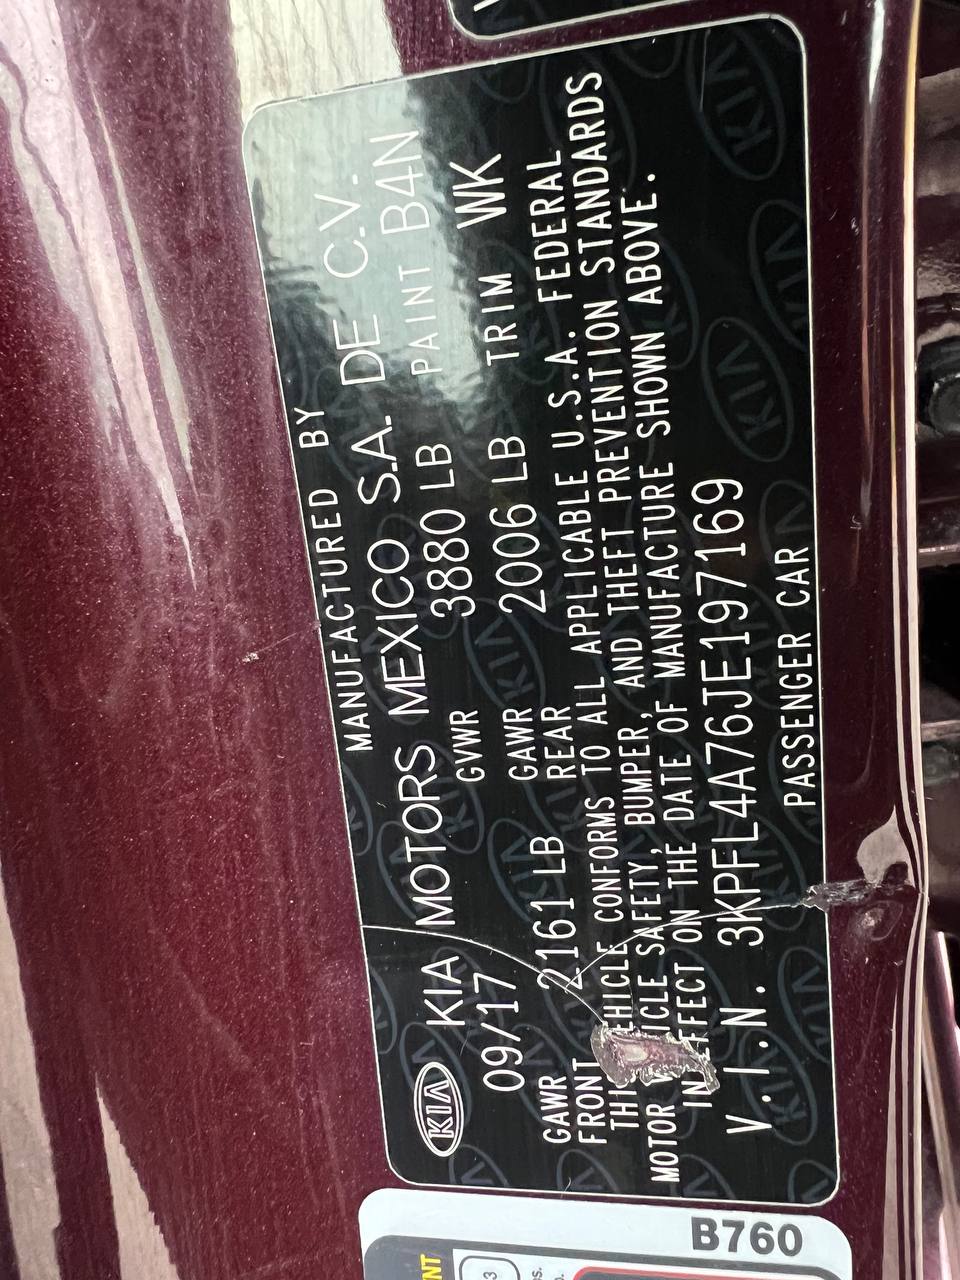 MANUFACTURED BY
KIA KIA MOTORS MEXICO S.A. DE C.V.
09/17 GVWR 3880 LB PAINT B4N
GAWR FRONT 2161 LB GAWR REAR 2006 LB TRIM WK
THIS VEHICLE CONFORMS TO ALL APPLICABLE U.S.A. FEDERAL
MOTOR VEHICLE SAFETY, BUMPER, AND THEFT PREVENTION STANDARDS
IN EFFECT ON THE DATE OF MANUFACTURE SHOWN ABOVE.
V.I.N. 3KPFL4A76JE197169
PASSENGER CAR
B760